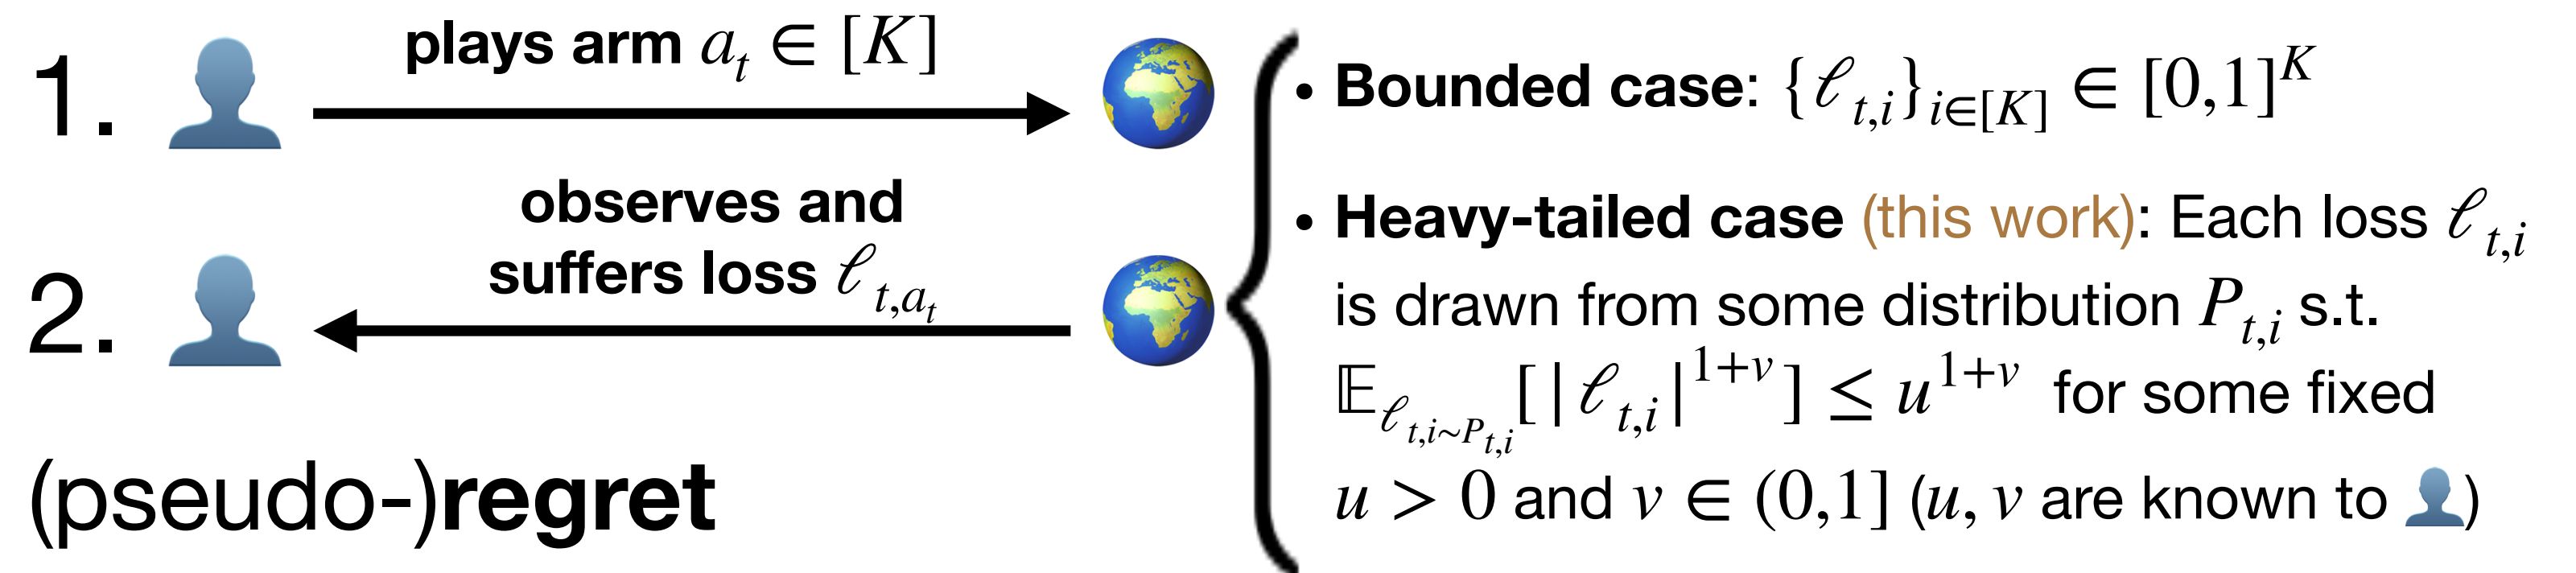 1. plays arm $a_t \in [K]$
2. observes and
suffers loss $\ell_{t,a_t}$
(pseudo-)regret
• Bounded case: $\{\ell_{t,i}\}_{i\in[K]} \in [0,1]^K$
• Heavy-tailed case (this work): Each loss $\ell_{t,i}$
is drawn from some distribution $P_{t,i}$ s.t.
$\mathbb{E}_{\ell_{t,i}\sim P_{t,i}}[|\ell_{t,i}|^{1+v}] \leq u^{1+v}$ for some fixed
$u > 0$ and $v \in (0,1]$ ($u, v$ are known to 👤)